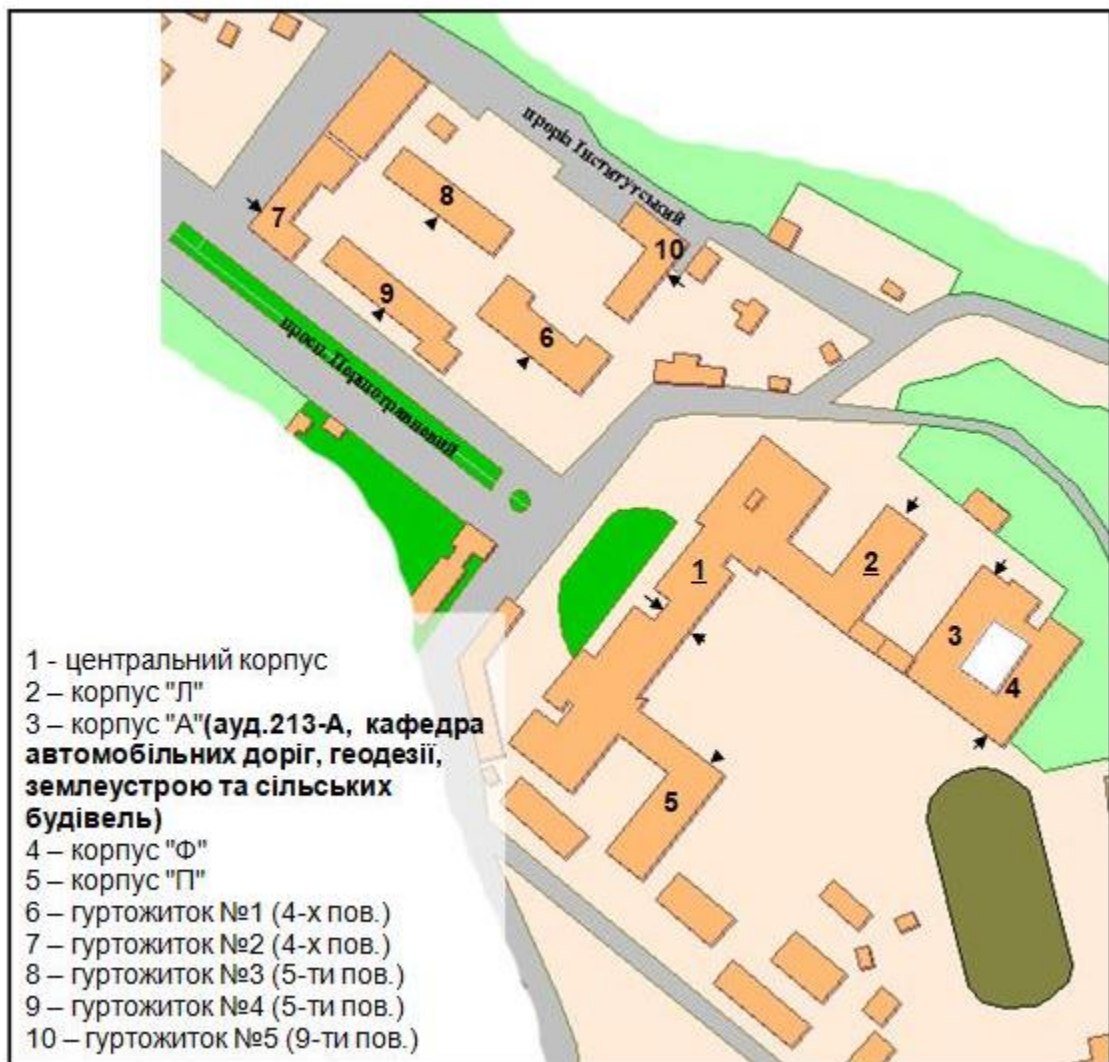 прорїз Інститутський
8
7
10
9
6
просп. Першотравневий
1
2
3
4
5
1 - центральний корпус
2 – корпус "Л"
3 – корпус "А"(ауд.213-А, кафедра
автомобільних доріг, геодезії,
землеустрою та сільських
будівель)
4 – корпус "Ф"
5 – корпус "П"
6 – гуртожиток №1 (4-х пов.)
7 – гуртожиток №2 (4-х пов.)
8 – гуртожиток №3 (5-ти пов.)
9 – гуртожиток №4 (5-ти пов.)
10 – гуртожиток №5 (9-ти пов.)